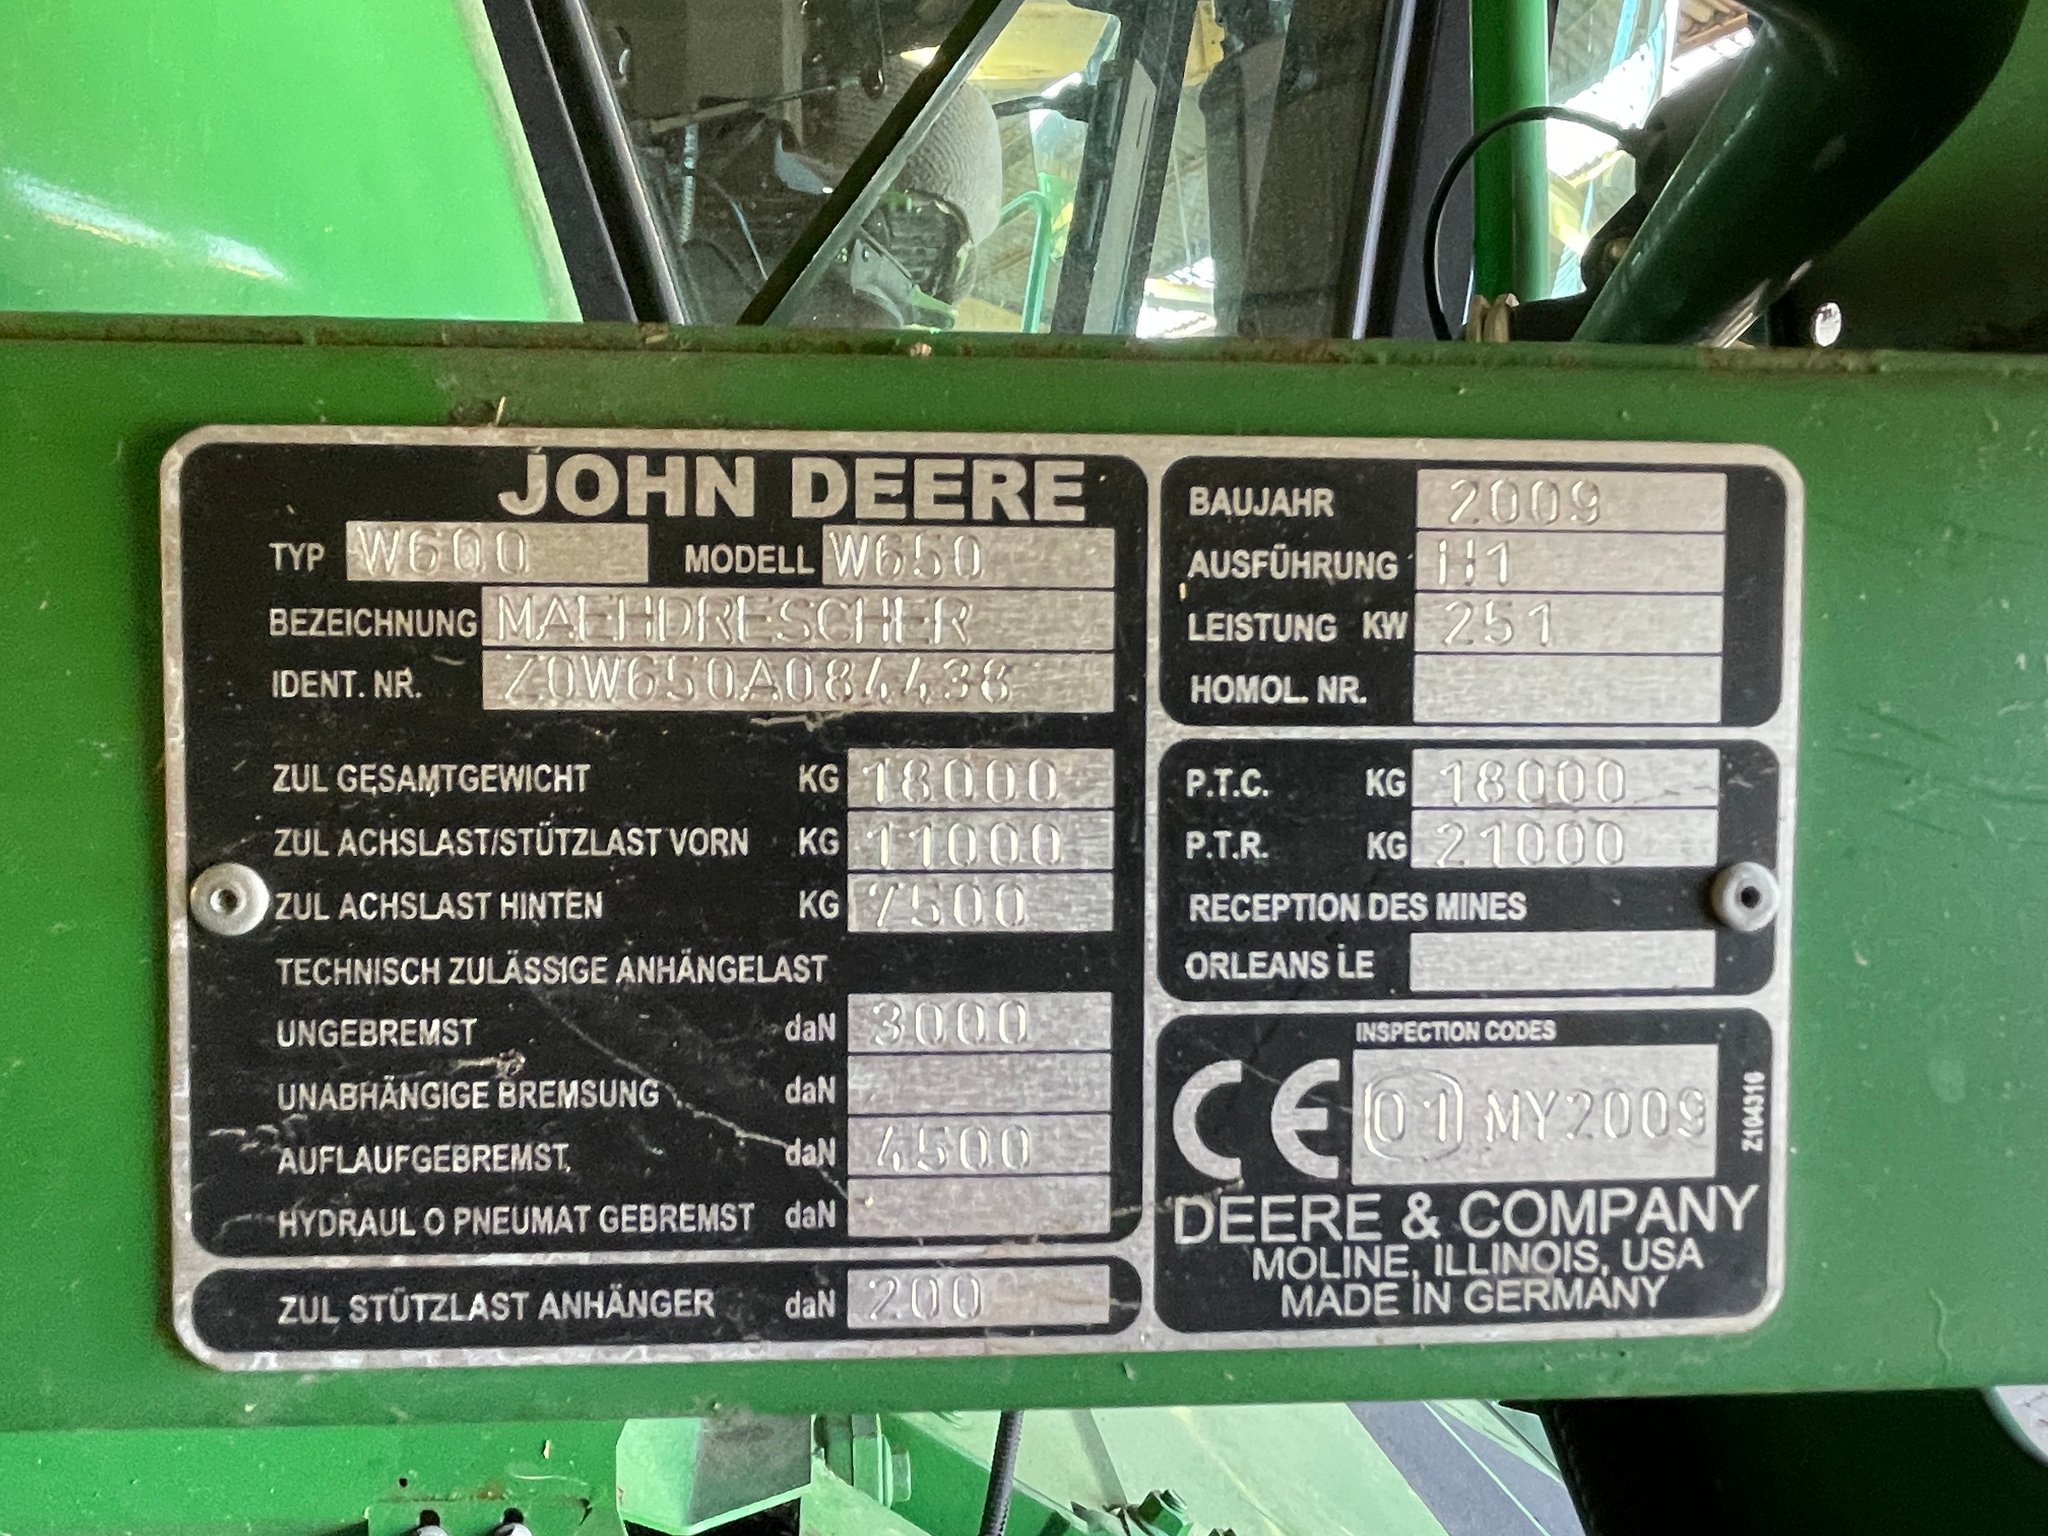 JOHN DEERE
TYP W600 MODELL W650
BEZEICHNUNG MAEHDRESCHER
IDENT. NR. Z0W650A084438
ZUL GESAMTGEWICHT KG 18000
ZUL ACHSLAST/STÜTZLAST VORN KG 11000
ZUL ACHSLAST HINTEN KG 7500
TECHNISCH ZULÄSSIGE ANHÄNGELAST
UNGEBREMST daN 3000
UNABHÄNGIGE BREMSUNG daN
AUFLAUFGEBREMST daN 4500
HYDRAUL O PNEUMAT GEBREMST daN
ZUL STÜTZLAST ANHÄNGER daN 200
BAUJAHR 2009
AUSFÜHRUNG
LEISTUNG KW 251
HOMOL. NR.
P.T.C. KG 18000
P.T.R. KG 21000
RECEPTION DES MINES
ORLEANS LE
INSPECTION CODES
CE 01 MY2009
Z104316
DEERE & COMPANY
MOLINE, ILLINOIS, USA
MADE IN GERMANY